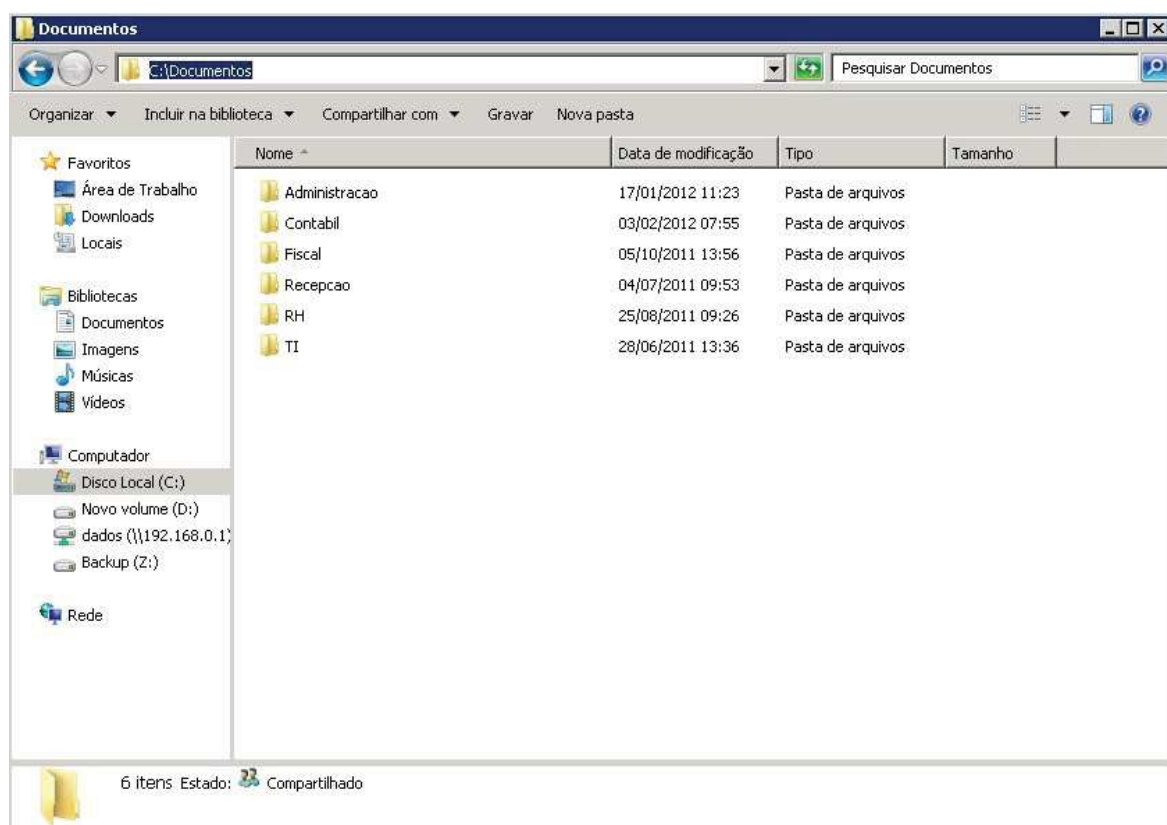 Documentos
C:\Documentos
Pesquisar Documentos
Organizar Incluir na biblioteca Compartilhar com Gravar Nova pasta
Favoritos
Área de Trabalho
Downloads
Locais
Bibliotecas
Documentos
Imagens
Músicas
Vídeos
Computador
Disco Local (C:)
Novo volume (D:)
dados (\\192.168.0.1)
Backup (Z:)
Rede
Nome Data de modificação Tipo Tamanho
Administracao 17/01/2012 11:23 Pasta de arquivos
Contabil 03/02/2012 07:55 Pasta de arquivos
Fiscal 05/10/2011 13:56 Pasta de arquivos
Recepcao 04/07/2011 09:53 Pasta de arquivos
RH 25/08/2011 09:26 Pasta de arquivos
TI 28/06/2011 13:36 Pasta de arquivos
6 itens Estado: Compartilhado